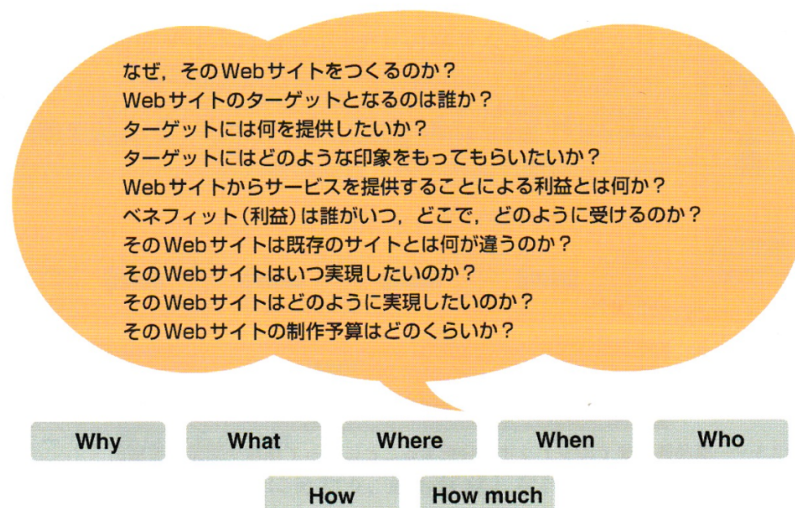 なぜ，そのWebサイトをつくるのか？
Webサイトのターゲットとなるのは誰か？
ターゲットには何を提供したいか？
ターゲットにはどのような印象をもってもらいたいか？
Webサイトからサービスを提供することによる利益とは何か？
ベネフィット（利益）は誰がいつ，どこで，どのように受けるのか？
そのWebサイトは既存のサイトとは何が違うのか？
そのWebサイトはいつ実現したいのか？
そのWebサイトはどのように実現したいのか？
そのWebサイトの制作予算はどのくらいか？
Why What Where When Who
How How much